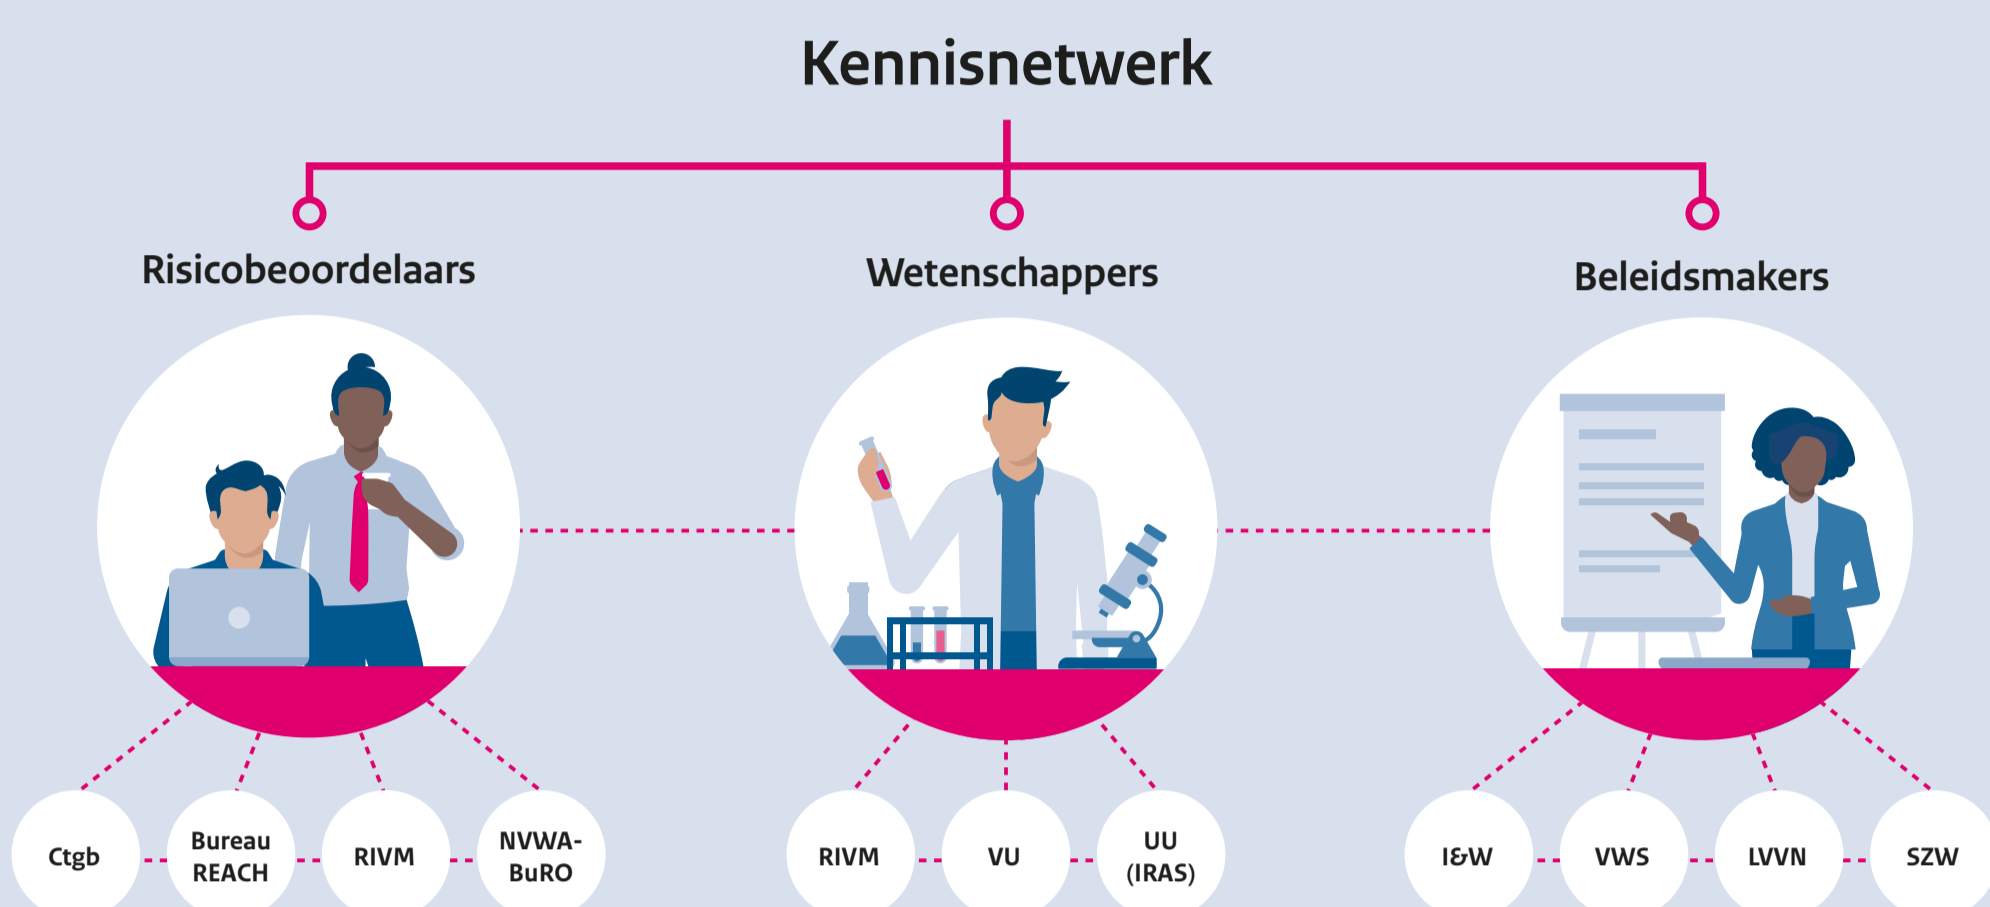 Kennisnetwerk
Risicobeoordelaars
Wetenschappers
Beleidsmakers
Ctgb
Bureau
REACH
RIVM
NVWA-
BuRO
RIVM
VU
UU
(IRAS)
I&W
VWS
LVVN
SZW